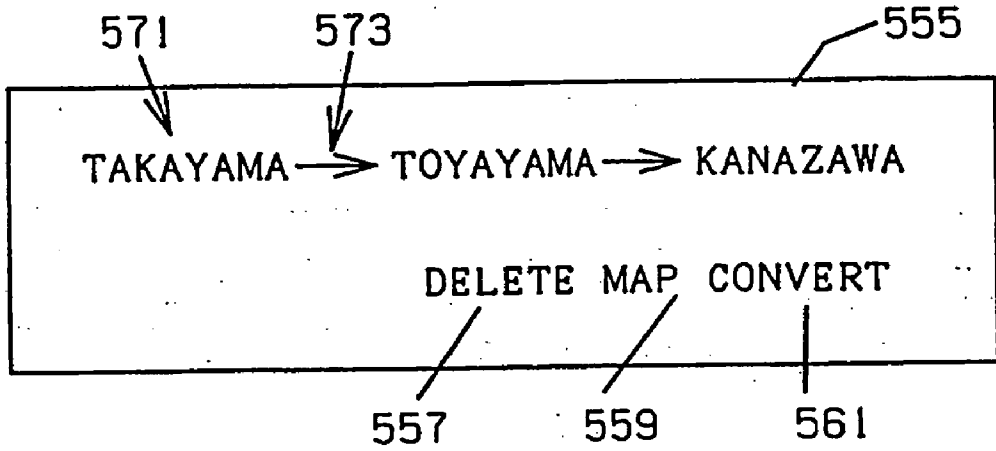 571 573 555
TAKAYAMA → TOYAYAMA → KANAZAWA
DELETE MAP CONVERT
557 559 561